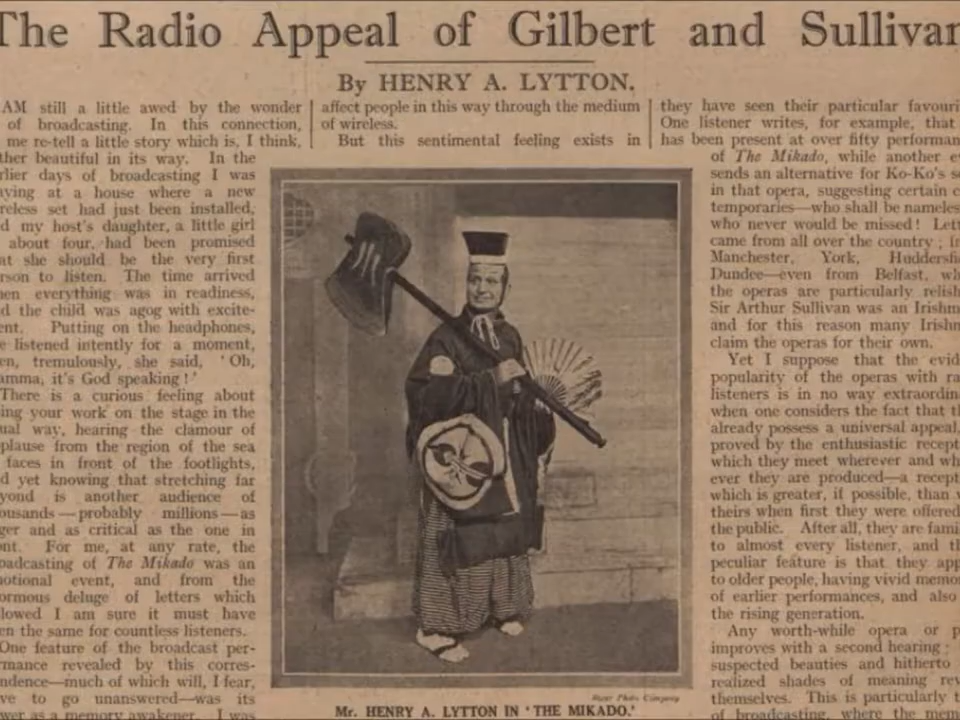 The Radio Appeal of Gilbert and Sullivan
By HENRY A. LYTTON.
AM still a little awed by the wonder
of broadcasting. In this connection,
me re-tell a little story which is, I think,
ther beautiful in its way. In the
rlier days of broadcasting I was
aying at a house where a new
reless set had just been installed,
d my host's daughter, a little girl
about four, had been promised
at she should be the very first
rson to listen. The time arrived
hen everything was in readiness,
d the child was agog with excite-
ent. Putting on the headphones,
e listened intently for a moment,
en, tremulously, she said, 'Oh,
amma, it's God speaking!'
There is a curious feeling about
ing your work on the stage in the
ual way, hearing the clamour of
plause from the region of the sea
faces in front of the footlights,
d yet knowing that stretching far
yond is another audience of
ousands—probably millions—as
ger and as critical as the one in
ont. For me, at any rate, the
oadcasting of The Mikado was an
otional event, and from the
ormous deluge of letters which
lowed I am sure it must have
en the same for countless listeners.
One feature of the broadcast per-
rmance revealed by this corres-
ndence—much of which will, I fear,
ve to go unanswered—was its
wer as a memory awakener. I was
affect people in this way through the medium
of wireless.
But this sentimental feeling exists in
Mr. HENRY A. LYTTON IN 'THE MIKADO.'
they have seen their particular favouri
One listener writes, for example, that
has been present at over fifty performan
of The Mikado, while another e
sends an alternative for Ko-Ko's so
in that opera, suggesting certain c
temporaries—who shall be nameles
who never would be missed! Lett
came from all over the country; fr
Manchester, York, Huddersfi
Dundee—even from Belfast, wh
the operas are particularly relish
Sir Arthur Sullivan was an Irishm
and for this reason many Irishm
claim the operas for their own.
Yet I suppose that the evid
popularity of the operas with ra
listeners is in no way extraordin
when one considers the fact that th
already possess a universal appeal,
proved by the enthusiastic recept
which they meet wherever and wh
ever they are produced—a recept
which is greater, if possible, than w
theirs when first they were offered
the public. After all, they are fami
to almost every listener, and th
peculiar feature is that they app
to older people, having vivid memo
of earlier performances, and also
the rising generation.
Any worth-while opera or p
improves with a second hearing;
suspected beauties and hitherto
realized shades of meaning rev
themselves. This is particularly t
of broadcasting, where the mem